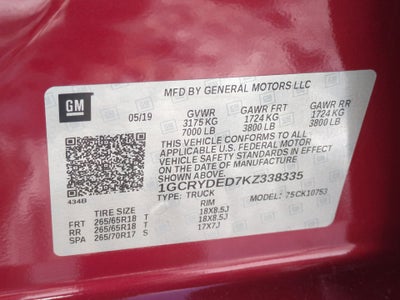 GM
MFD BY GENERAL MOTORS LLC
05/19 GVWR GAWR FRT GAWR RR
3175 KG 1724 KG 1724 KG
7000 LB 3800 LB 3800 LB
THIS VEHICLE CONFORMS TO ALL
APPLICABLE U.S. FEDERAL MOTOR
VEHICLE SAFETY STANDARDS IN EFFECT
ON THE DATE OF MANUFACTURE
1GCRYDED7KZ338335
434B TYPE: TRUCK MODEL: 75CK10753
TIRE SIZE RIM
FRT 265/65R18 T 18X8.5J
RR 265/65R18 T 18X8.5J
SPA 265/70R17 S 17X7J